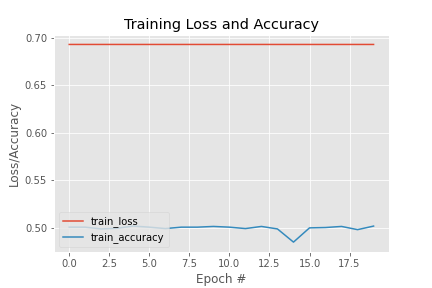 Training Loss and Accuracy
0.70
0.65
0.60
0.55
0.50
Loss/Accuracy
train_loss
train_accuracy
0.0 2.5 5.0 7.5 10.0 12.5 15.0 17.5
Epoch #